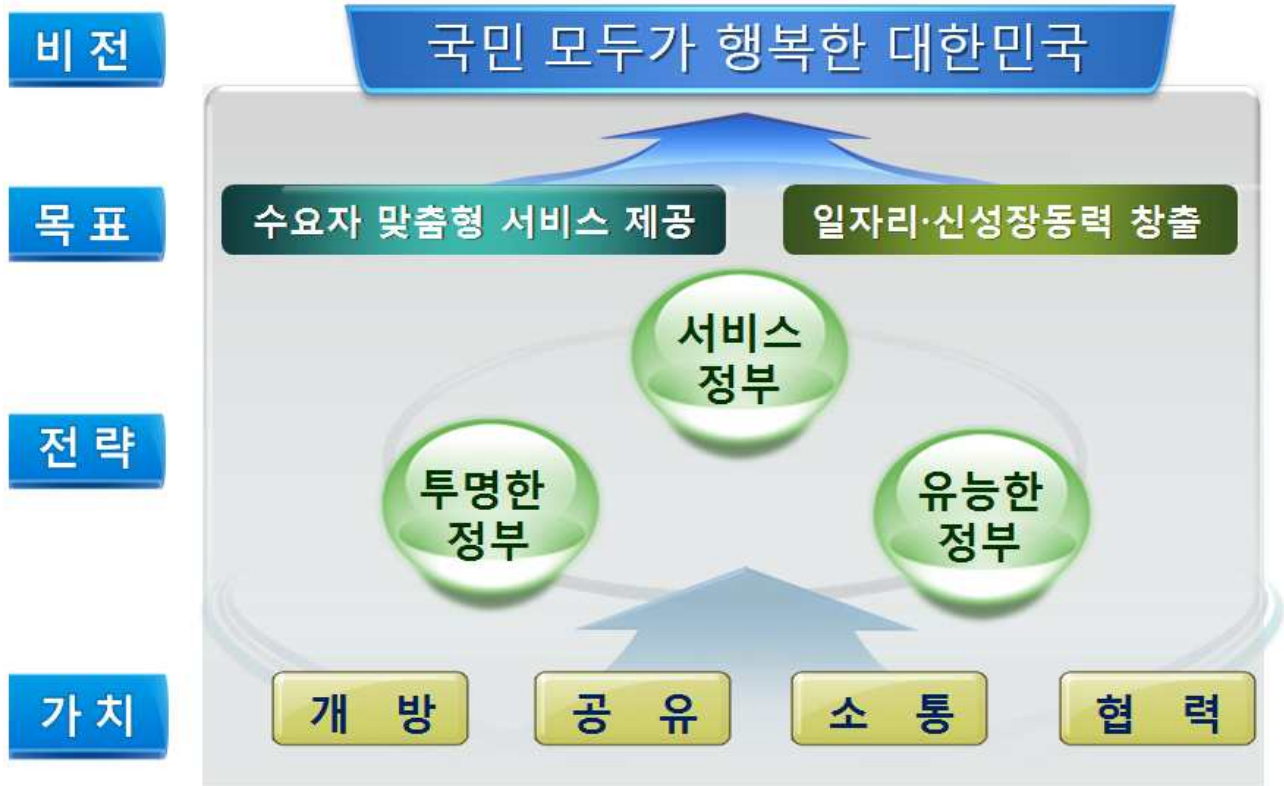 비 전
국민 모두가 행복한 대한민국
목 표
수요자 맞춤형 서비스 제공
일자리·신성장동력 창출
전 략
서비스
정부
투명한
정부
유능한
정부
가 치
개 방
공 유
소 통
협 력